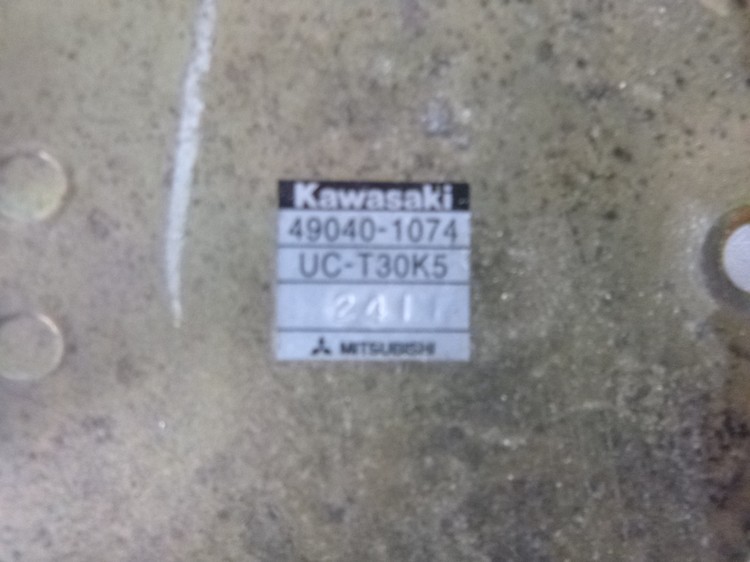 Kawasaki
49040-1074
UC-T30K5
241
MITSUBISHI